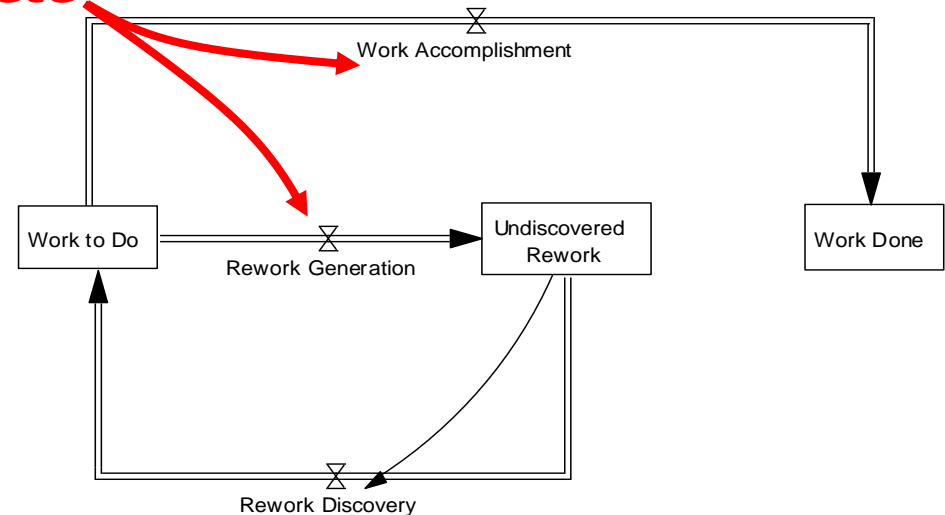 Work Accomplishment
Work to Do
Undiscovered
Rework
Work Done
Rework Generation
Rework Discovery